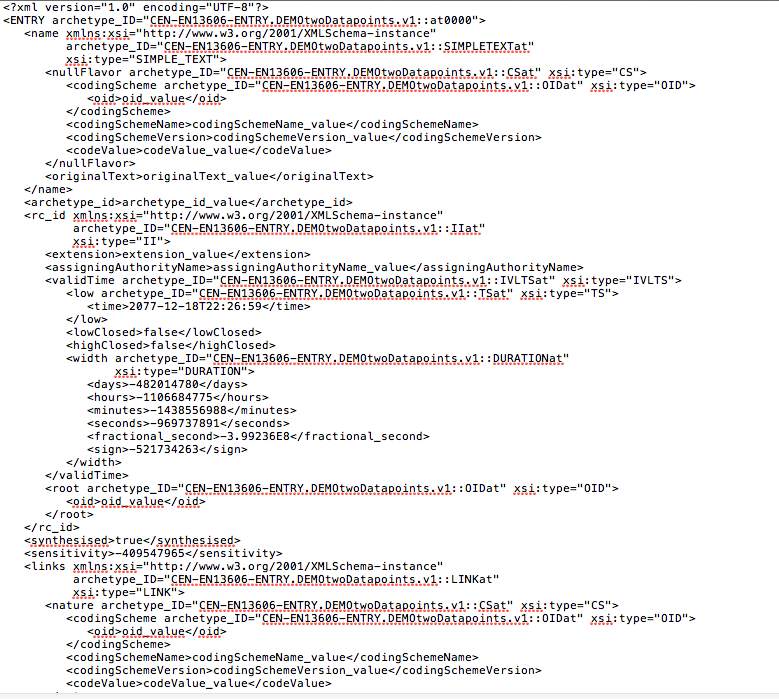 <?xml version="1.0" encoding="UTF-8"?>
<ENTRY archetype_ID="CEN-EN13606-ENTRY.DEMOtwoDatapoints.v1::at0000">
<name xmlns:xsi="http://www.w3.org/2001/XMLSchema-instance"
archetype_ID="CEN-EN13606-ENTRY.DEMOtwoDatapoints.v1::SIMPLETEXTat"
xsi:type="SIMPLE_TEXT">
<nullFlavor archetype_ID="CEN-EN13606-ENTRY.DEMOtwoDatapoints.v1::CSat" xsi:type="CS">
<codingScheme archetype_ID="CEN-EN13606-ENTRY.DEMOtwoDatapoints.v1::OIDat" xsi:type="OID">
<oid>oid_value</oid>
</codingScheme>
<codingSchemeName>codingSchemeName_value</codingSchemeName>
<codingSchemeVersion>codingSchemeVersion_value</codingSchemeVersion>
<codeValue>codeValue_value</codeValue>
</nullFlavor>
<originalText>originalText_value</originalText>
</name>
<archetype_id>archetype_id_value</archetype_id>
<rc_id xmlns:xsi="http://www.w3.org/2001/XMLSchema-instance"
archetype_ID="CEN-EN13606-ENTRY.DEMOtwoDatapoints.v1::IIat"
xsi:type="II">
<extension>extension_value</extension>
<assigningAuthorityName>assigningAuthorityName_value</assigningAuthorityName>
<validTime archetype_ID="CEN-EN13606-ENTRY.DEMOtwoDatapoints.v1::IVLTSat" xsi:type="IVLTS">
<low archetype_ID="CEN-EN13606-ENTRY.DEMOtwoDatapoints.v1::TSat" xsi:type="TS">
<time>2077-12-18T22:26:59</time>
</low>
<lowClosed>false</lowClosed>
<highClosed>false</highClosed>
<width archetype_ID="CEN-EN13606-ENTRY.DEMOtwoDatapoints.v1::DURATIONat"
xsi:type="DURATION">
<days>-482014780</days>
<hours>-1106684775</hours>
<minutes>-1438556988</minutes>
<seconds>-969737891</seconds>
<fractional_second>-3.99236E8</fractional_second>
<sign>-521734263</sign>
</width>
</validTime>
<root archetype_ID="CEN-EN13606-ENTRY.DEMOtwoDatapoints.v1::OIDat" xsi:type="OID">
<oid>oid_value</oid>
</root>
</rc_id>
<synthesised>true</synthesised>
<sensitivity>-409547965</sensitivity>
<links xmlns:xsi="http://www.w3.org/2001/XMLSchema-instance"
archetype_ID="CEN-EN13606-ENTRY.DEMOtwoDatapoints.v1::LINKat"
xsi:type="LINK">
<nature archetype_ID="CEN-EN13606-ENTRY.DEMOtwoDatapoints.v1::CSat" xsi:type="CS">
<codingScheme archetype_ID="CEN-EN13606-ENTRY.DEMOtwoDatapoints.v1::OIDat" xsi:type="OID">
<oid>oid_value</oid>
</codingScheme>
<codingSchemeName>codingSchemeName_value</codingSchemeName>
<codingSchemeVersion>codingSchemeVersion_value</codingSchemeVersion>
<codeValue>codeValue_value</codeValue>